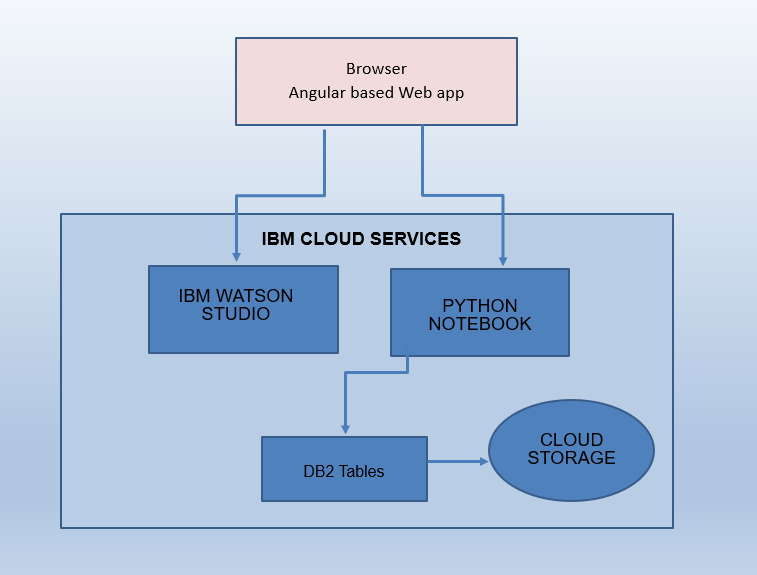 Browser
Angular based Web app
IBM CLOUD SERVICES
IBM WATSON
STUDIO
PYTHON
NOTEBOOK
DB2 Tables
CLOUD
STORAGE